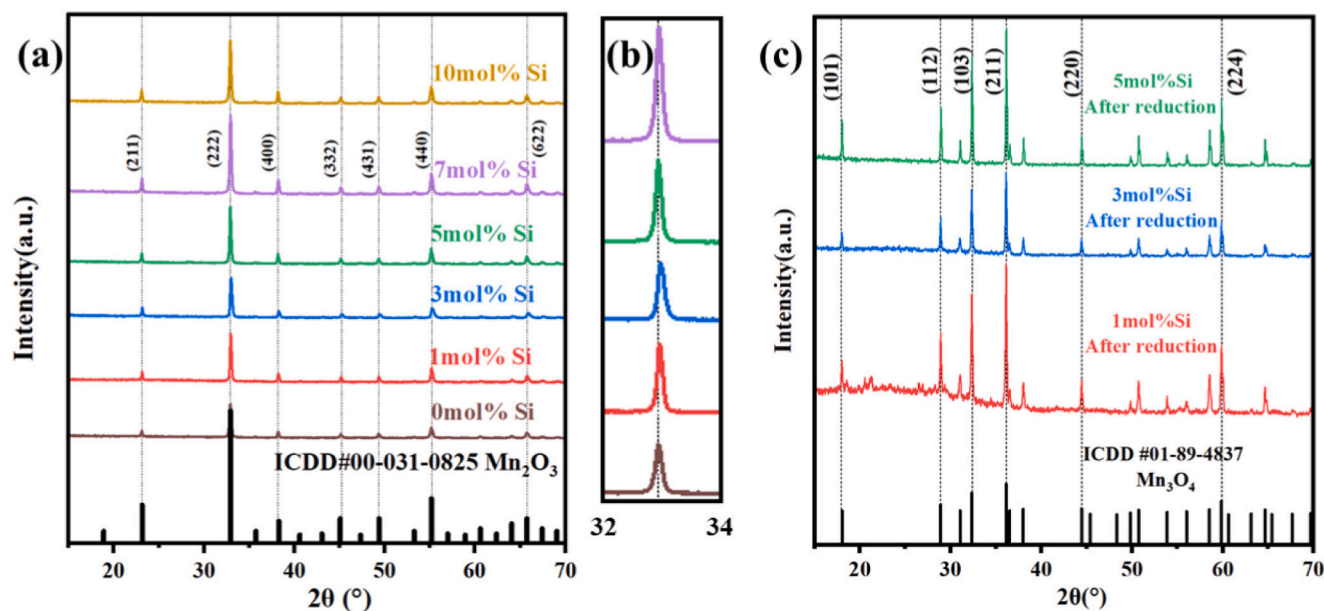 (a)
10mol% Si
(211)
(222)
(400)
(332)
(431)
(440)
(622)
7mol% Si
5mol% Si
3mol% Si
1mol% Si
0mol% Si
ICDD#00-031-0825 Mn₂O₃
Intensity(a.u.)
20 30 40 50 60 70
2θ (°)
(b)
32 34
(c)
(101)
(112)
(103)
(211)
(220)
(224)
5mol%Si
After reduction
3mol%Si
After reduction
1mol%Si
After reduction
ICDD #01-89-4837
Mn₃O₄
Intensity(a.u.)
20 30 40 50 60 70
2θ(°)